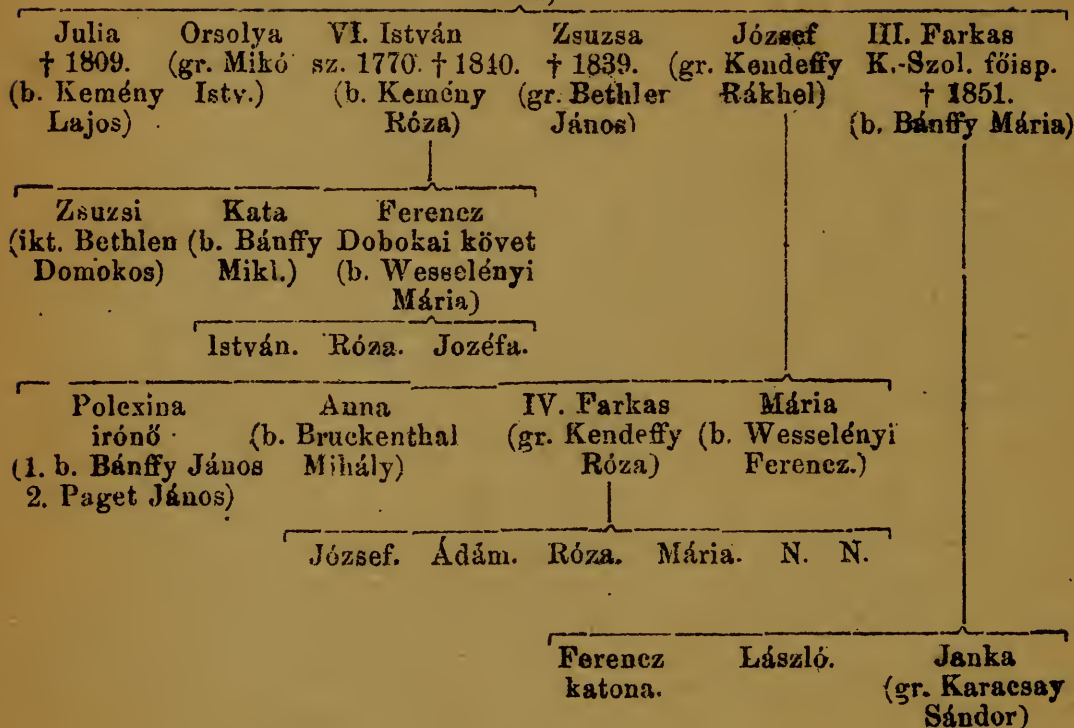 Julia Orsolya VI. István Zsuzsa József III. Farkas
† 1809. (gr. Mikó sz. 1770. † 1840. † 1839. (gr. Kendeffy K.-Szol. főisp.
(b. Kemény Istv.) (b. Kemény (gr. Bethler Rákhel) † 1851.
Lajos) Róza) János) (b. Bánffy Mária)
Zsuzsi Kata Ferencz
(ikt. Bethlen (b. Bánffy Dobokai követ
Domokos) Mikl.) (b. Wesselényi
Mária)
István. Róza. Jozéfa.
Polexina Anna IV. Farkas Mária
irónő (b. Bruckenthal (gr. Kendeffy (b. Wesselényi
(1. b. Bánffy János Mihály) Róza) Ferencz.)
2. Paget János)
József. Ádám. Róza. Mária. N. N.
Ferencz László. Janka
katona. (gr. Karacsay
Sándor)